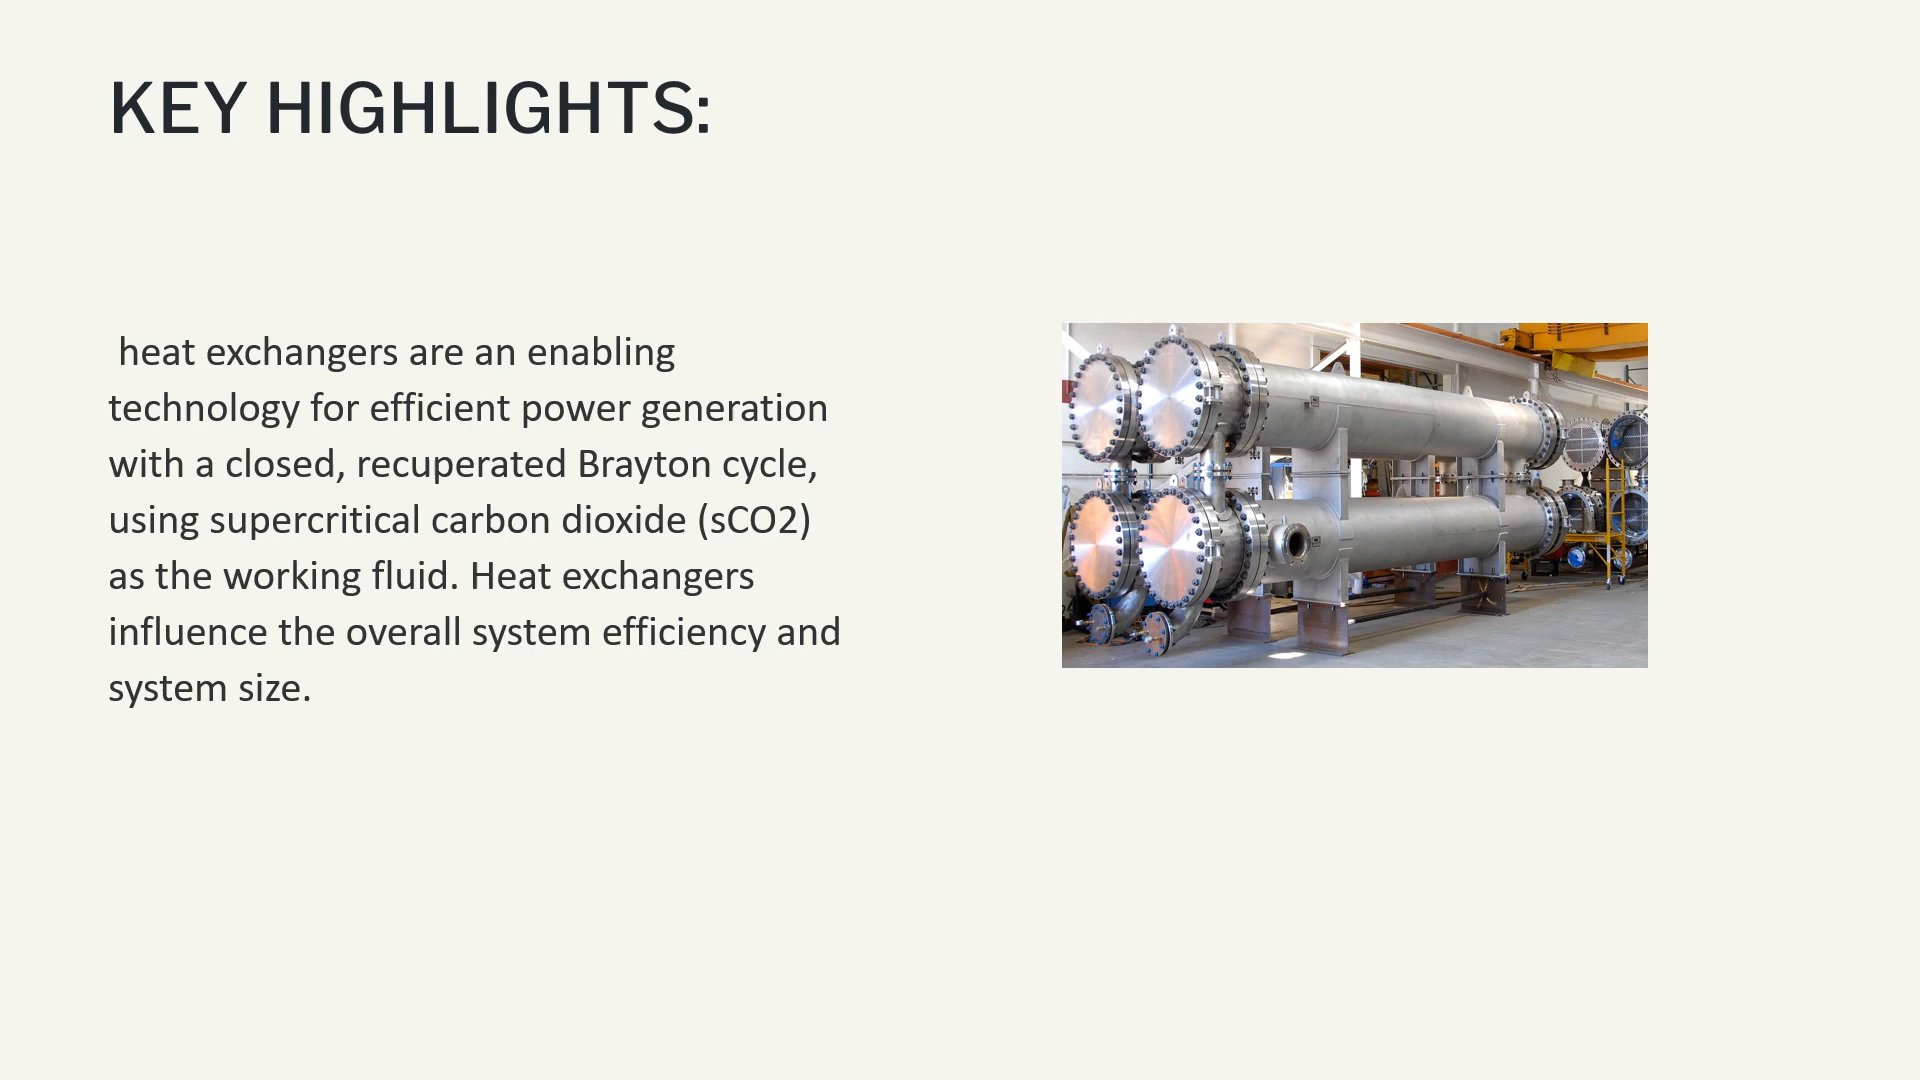 KEY HIGHLIGHTS:
heat exchangers are an enabling
technology for efficient power generation
with a closed, recuperated Brayton cycle,
using supercritical carbon dioxide (sCO2)
as the working fluid. Heat exchangers
influence the overall system efficiency and
system size.